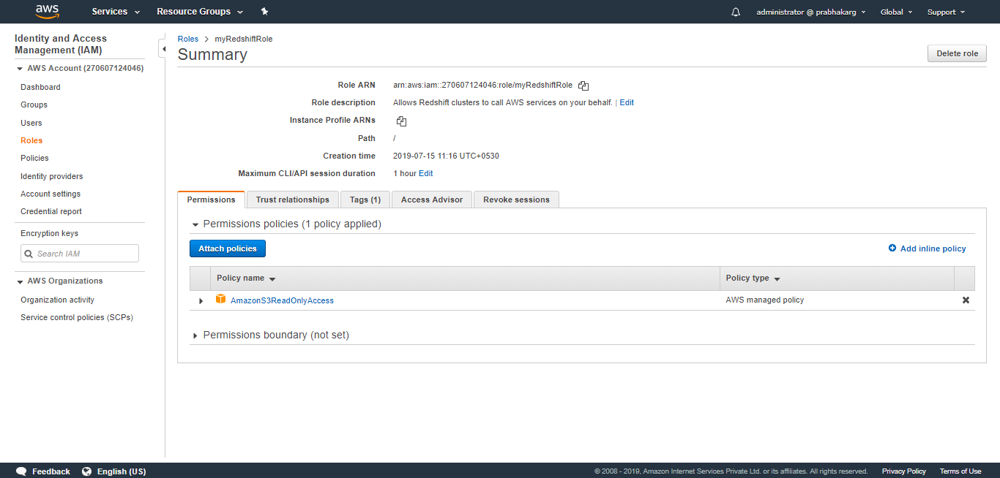 aws Services Resource Groups administrator @ prabhakarg Global Support
Identity and Access
Management (IAM)
AWS Account (270607124046)
Dashboard
Groups
Users
Roles
Policies
Identity providers
Account settings
Credential report
Encryption keys
Search IAM
AWS Organizations
Organization activity
Service control policies (SCPs)
Roles > myRedshiftRole
Summary
Delete role
Role ARN arn:aws:iam::270607124046:role/myRedshiftRole
Role description Allows Redshift clusters to call AWS services on your behalf. | Edit
Instance Profile ARNs
Path /
Creation time 2019-07-15 11:16 UTC+0530
Maximum CLI/API session duration 1 hour Edit
Permissions Trust relationships Tags (1) Access Advisor Revoke sessions
Permissions policies (1 policy applied)
Attach policies Add inline policy
Policy name Policy type
AmazonS3ReadOnlyAccess AWS managed policy
Permissions boundary (not set)
Feedback English (US) © 2008 - 2019, Amazon Internet Services Private Ltd. or its affiliates. All rights reserved. Privacy Policy Terms of Use